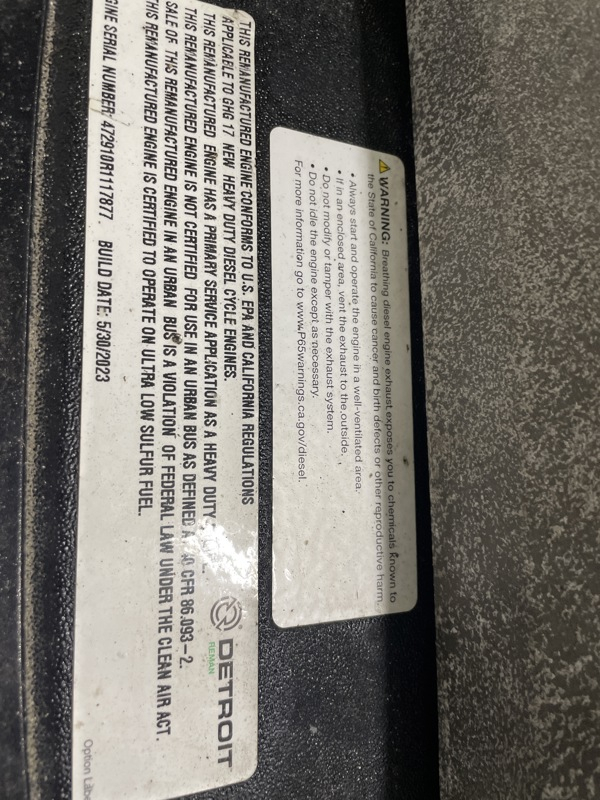 ⚠ WARNING: Breathing diesel engine exhaust exposes you to chemicals known to
the State of California to cause cancer and birth defects or other reproductive harm.
• Always start and operate the engine in a well-ventilated area.
• If in an enclosed area, vent the exhaust to the outside.
• Do not modify or tamper with the exhaust system.
• Do not idle the engine except as necessary.
For more information go to www.P65warnings.ca.gov/diesel.
DETROIT
REMAN
THIS REMANUFACTURED ENGINE CONFORMS TO U.S. EPA AND CALIFORNIA REGULATIONS
APPLICABLE TO GHG 17 NEW HEAVY DUTY DIESEL CYCLE ENGINES.
THIS REMANUFACTURED ENGINE HAS A PRIMARY SERVICE APPLICATION AS A HEAVY DUTY
THIS REMANUFACTURED ENGINE IS NOT CERTIFIED FOR USE IN AN URBAN BUS AS DEFINED CFR 86.093-2.
SALE OF THIS REMANUFACTURED ENGINE IN AN URBAN BUS IS A VIOLATION OF FEDERAL LAW UNDER THE CLEAN AIR ACT.
THIS REMANUFACTURED ENGINE IS CERTIFIED TO OPERATE ON ULTRA LOW SULFUR FUEL.
SERIAL NUMBER: 472910R1117877 BUILD DATE: 5/30/2023
Option